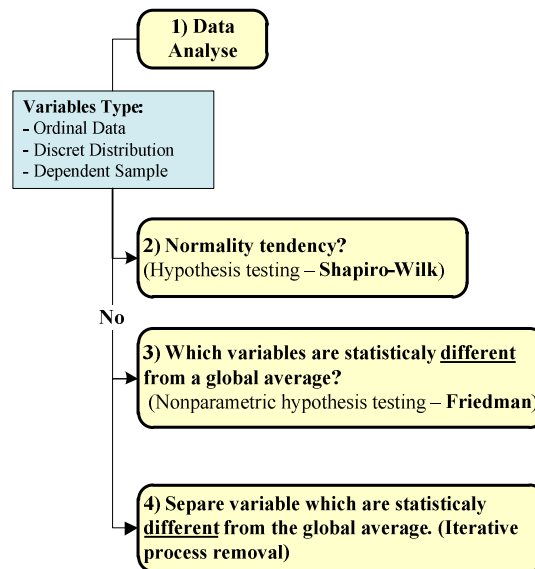 1) Data
Analyse
Variables Type:
- Ordinal Data
- Discret Distribution
- Dependent Sample
2) Normality tendency?
(Hypothesis testing – Shapiro-Wilk)
No
3) Which variables are statisticaly different
from a global average?
(Nonparametric hypothesis testing – Friedman)
4) Separe variable which are statisticaly
different from the global average. (Iterative
process removal)